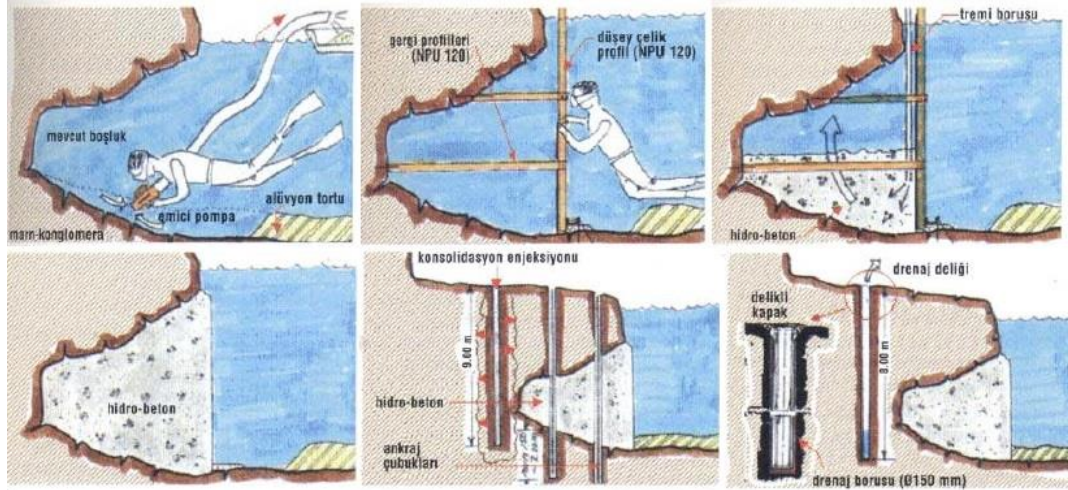 mevcut boşluk
emici pompa
alüvyon tortu
marn-konglomera
gergi profilleri
(NPU 120)
düşey çelik
profil (NPU 120)
tremi borusu
hidro-beton
hidro-beton
konsolidasyon enjeksiyonu
9.00 m
hidro-beton
ankraj
çubukları
drenaj deliği
delikli
kapak
8.00 m
drenaj borusu (Ø150 mm)